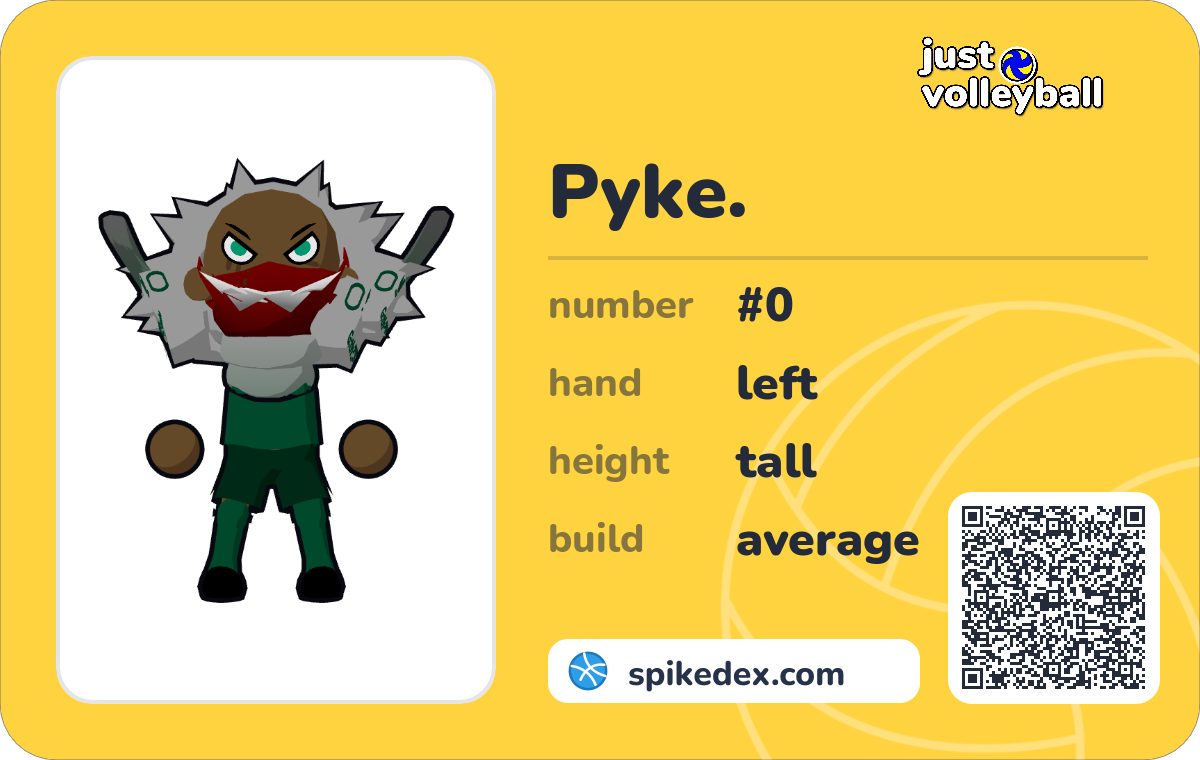 just
volleyball
Pyke.
number #0
hand left
height tall
build average
spikedex.com